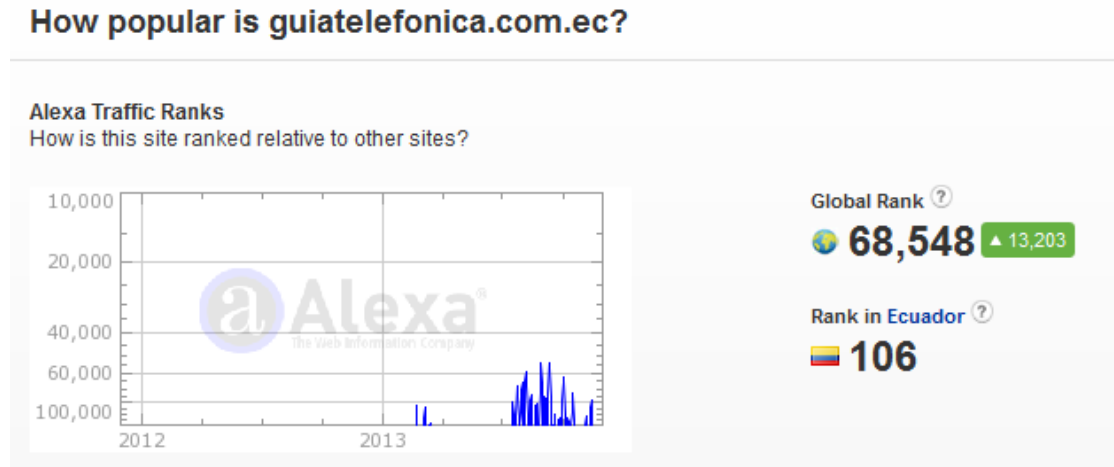 How popular is guiatelefonica.com.ec?
Alexa Traffic Ranks
How is this site ranked relative to other sites?
10,000
20,000
40,000
60,000
100,000
2012
2013
a Alexa®
The Web Information Company
Global Rank ?
68,548 ▲ 13,203
Rank in Ecuador ?
106